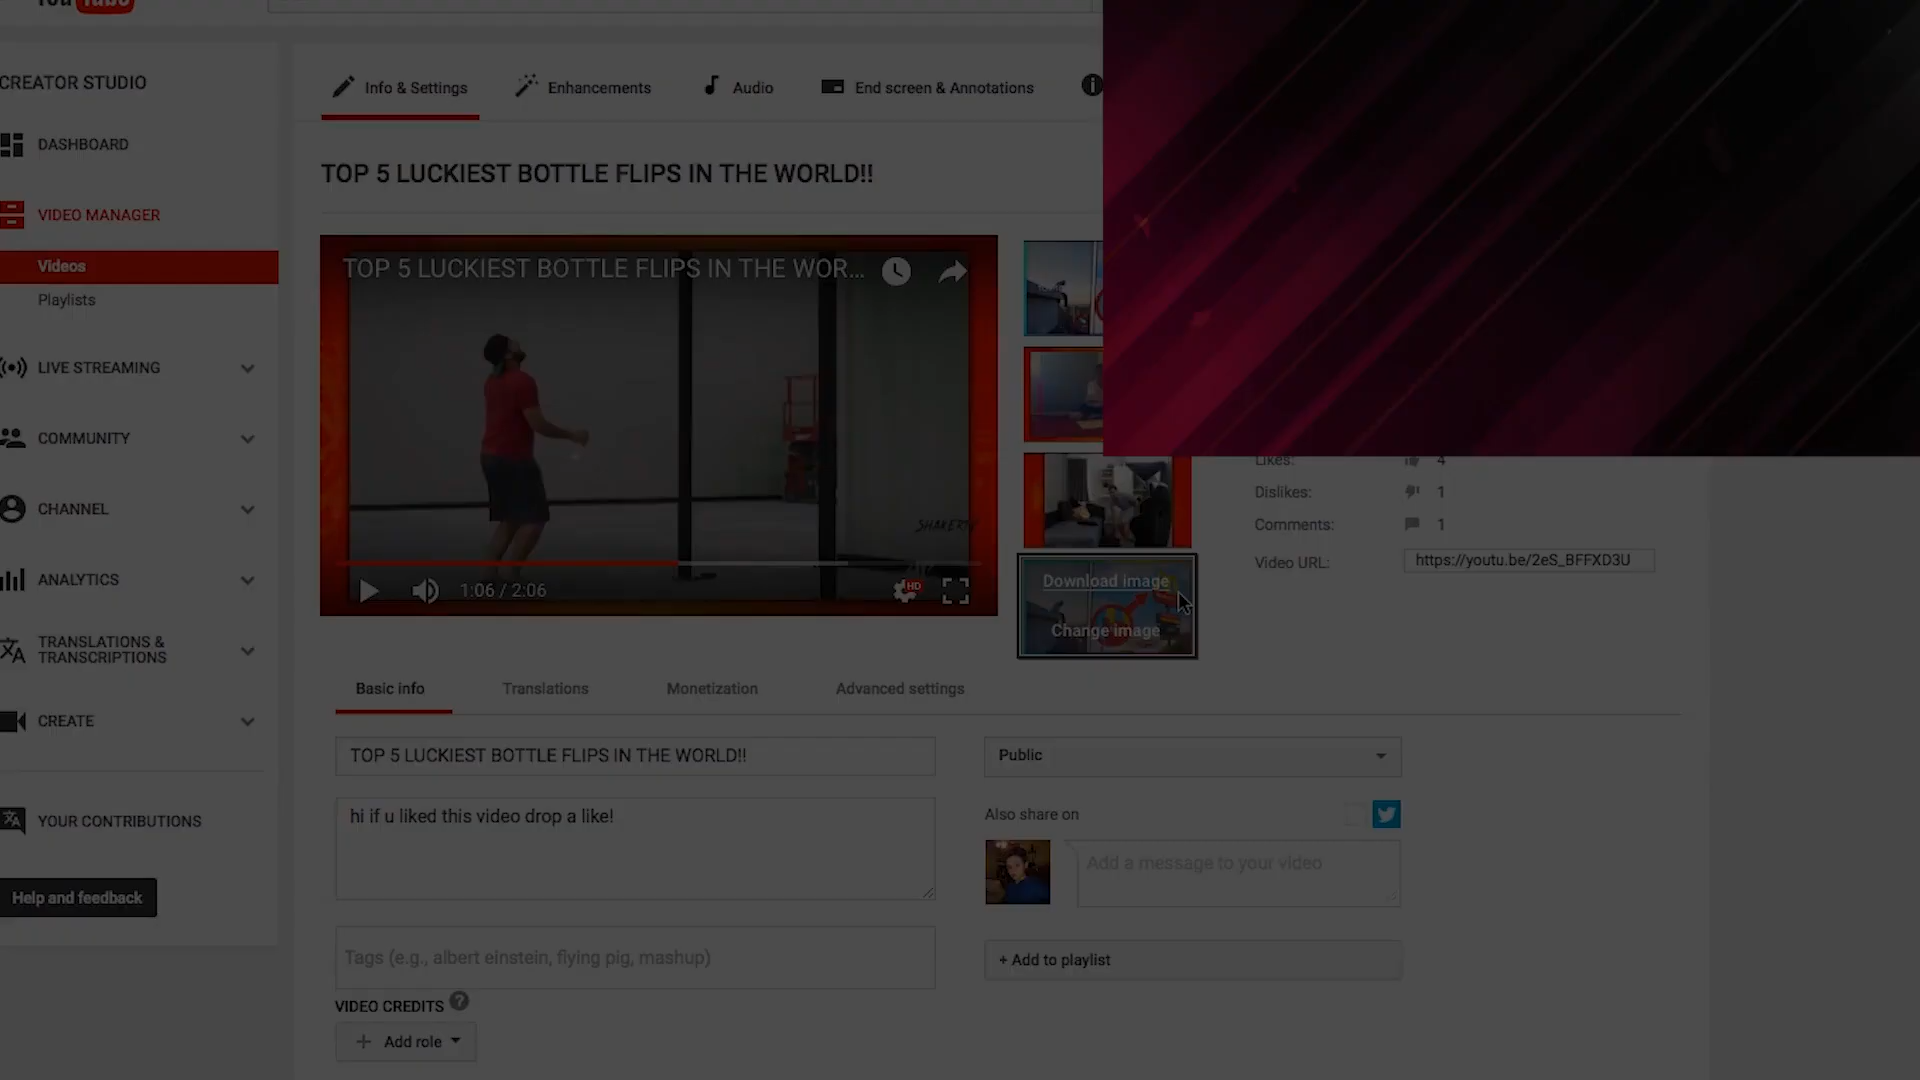 YouTube
CREATOR STUDIO
DASHBOARD
VIDEO MANAGER
Videos
Playlists
LIVE STREAMING
COMMUNITY
CHANNEL
ANALYTICS
TRANSLATIONS &
TRANSCRIPTIONS
CREATE
YOUR CONTRIBUTIONS
Help and feedback
Info & Settings
Enhancements
Audio
End screen & Annotations
TOP 5 LUCKIEST BOTTLE FLIPS IN THE WORLD!!
TOP 5 LUCKIEST BOTTLE FLIPS IN THE WOR...
1:06 / 2:06
HD
Download image
Change image
Likes: 4
Dislikes: 1
Comments: 1
Video URL: https://youtu.be/2eS_BFFXD3U
Basic info
Translations
Monetization
Advanced settings
TOP 5 LUCKIEST BOTTLE FLIPS IN THE WORLD!!
hi if u liked this video drop a like!
Tags (e.g., albert einstein, flying pig, mashup)
VIDEO CREDITS ?
+ Add role
Public
Also share on
Add a message to your video
+ Add to playlist